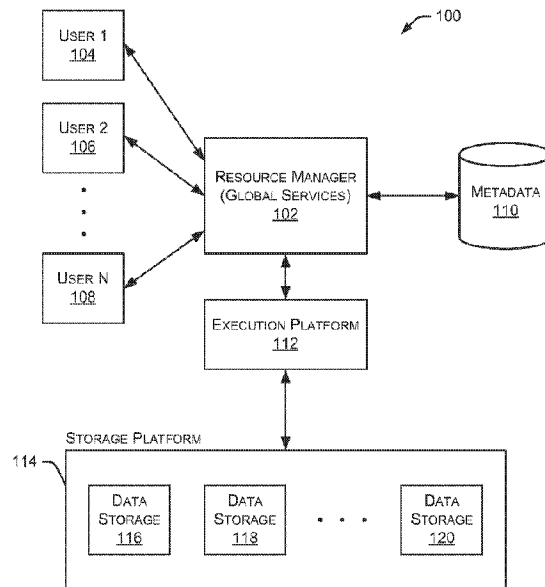 100
USER 1
104
USER 2
106
USER N
108
RESOURCE MANAGER
(GLOBAL SERVICES)
102
METADATA
110
EXECUTION PLATFORM
112
STORAGE PLATFORM
114
DATA
STORAGE
116
DATA
STORAGE
118
DATA
STORAGE
120